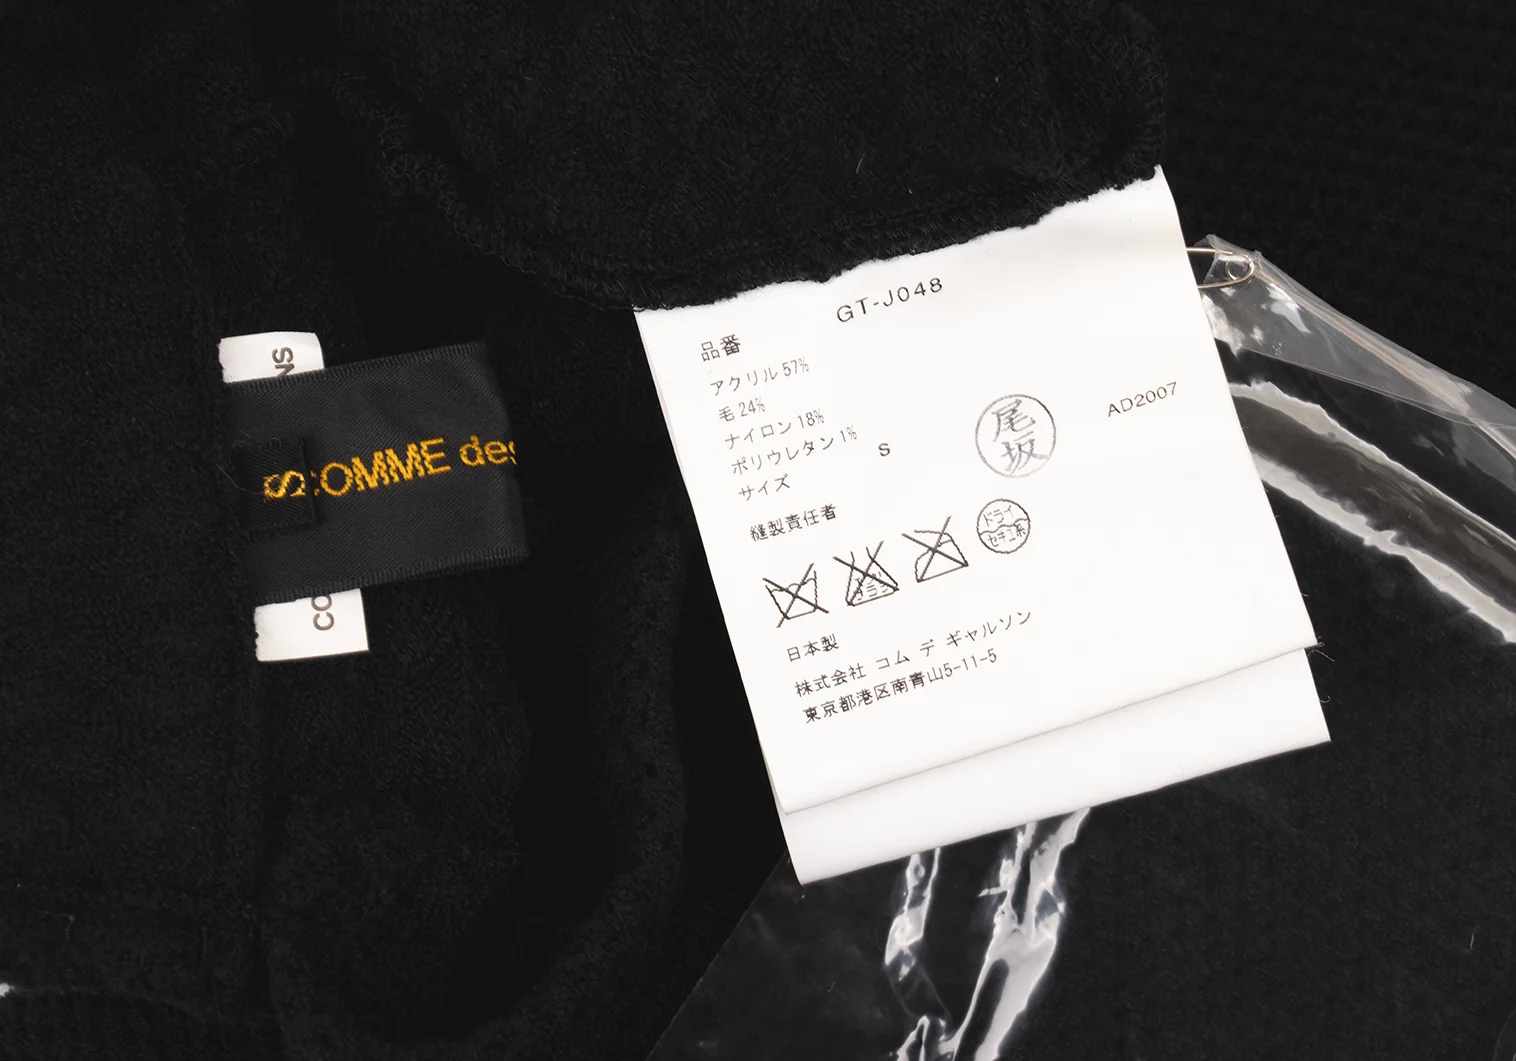 NS
S COMME des
CO
GT-J048
品番
アクリル 57%
毛 24%
ナイロン 18%
ポリウレタン 1%
サイズ S
縫製責任者 尾坂
AD2007
ドライ
セキユ系
日本製
株式会社 コム デ ギャルソン
東京都港区南青山5-11-5